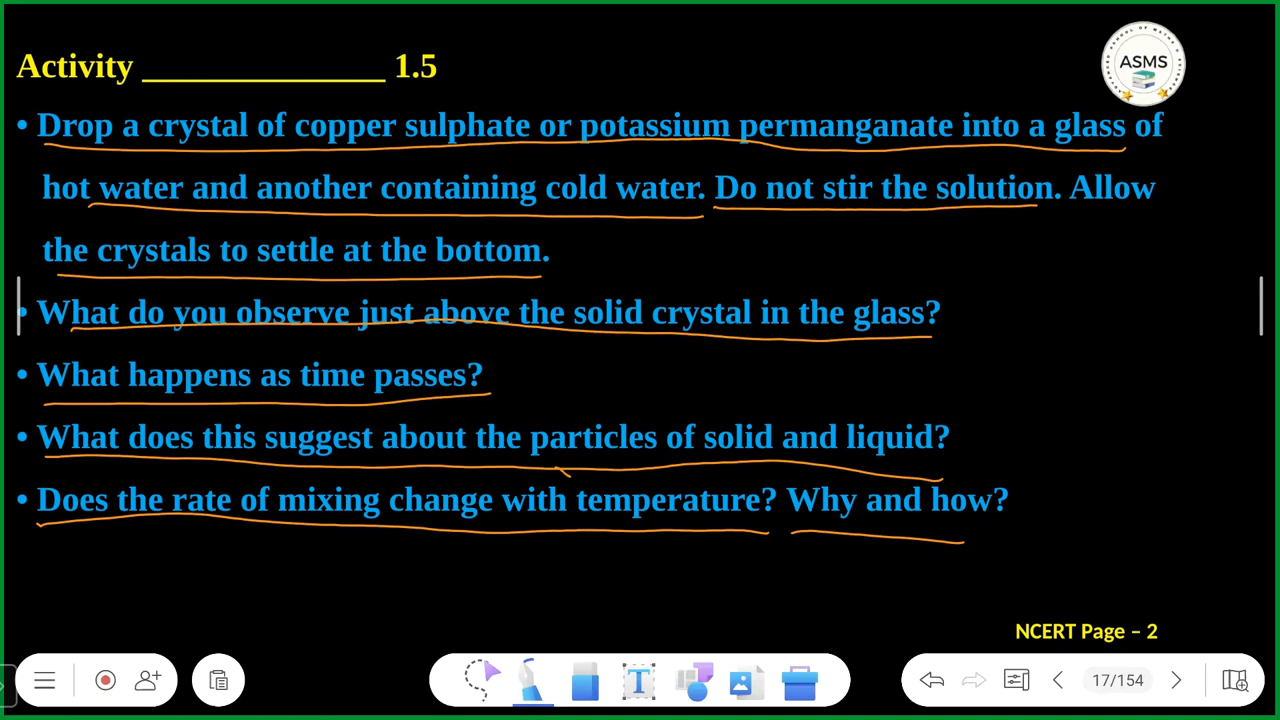 Activity ______________ 1.5
ASMS
• Drop a crystal of copper sulphate or potassium permanganate into a glass of
hot water and another containing cold water. Do not stir the solution. Allow
the crystals to settle at the bottom.
• What do you observe just above the solid crystal in the glass?
• What happens as time passes?
• What does this suggest about the particles of solid and liquid?
• Does the rate of mixing change with temperature? Why and how?
NCERT Page – 2
17/154